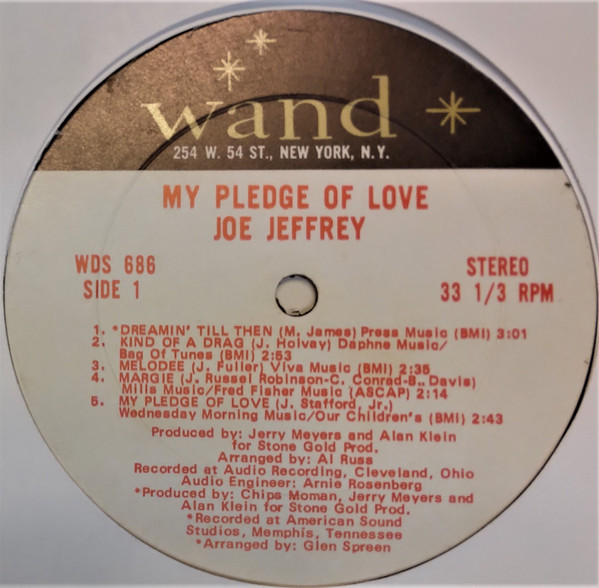 wand
254 W. 54 ST., NEW YORK, N.Y.
MY PLEDGE OF LOVE
JOE JEFFREY
WDS 686
SIDE 1
STEREO
33 1/3 RPM
1. *DREAMIN' TILL THEN (M. James) Press Music (BMI) 3:01
2. KIND OF A DRAG (J. Holvay) Daphne Music/
Bag Of Tunes (BMI) 2:53
3. MELODEE (J. Fuller) Viva Music (BMI) 2:35
4. MARGIE (J. Russel Robinson-C. Conrad-B.. Davis)
Mills Music/Fred Fisher Music (ASCAP) 2:14
5. MY PLEDGE OF LOVE (J. Stafford, Jr.)
Wednesday Morning Music/Our Children's (BMI) 2:43
Produced by: Jerry Meyers and Alan Klein
for Stone Gold Prod.
Arranged by: Al Russ
Recorded at Audio Recording, Cleveland, Ohio
Audio Engineer: Arnie Rosenberg
*Produced by: Chips Moman, Jerry Meyers and
Alan Klein for Stone Gold Prod.
*Recorded at American Sound
Studios, Memphis, Tennessee
*Arranged by: Glen Spreen